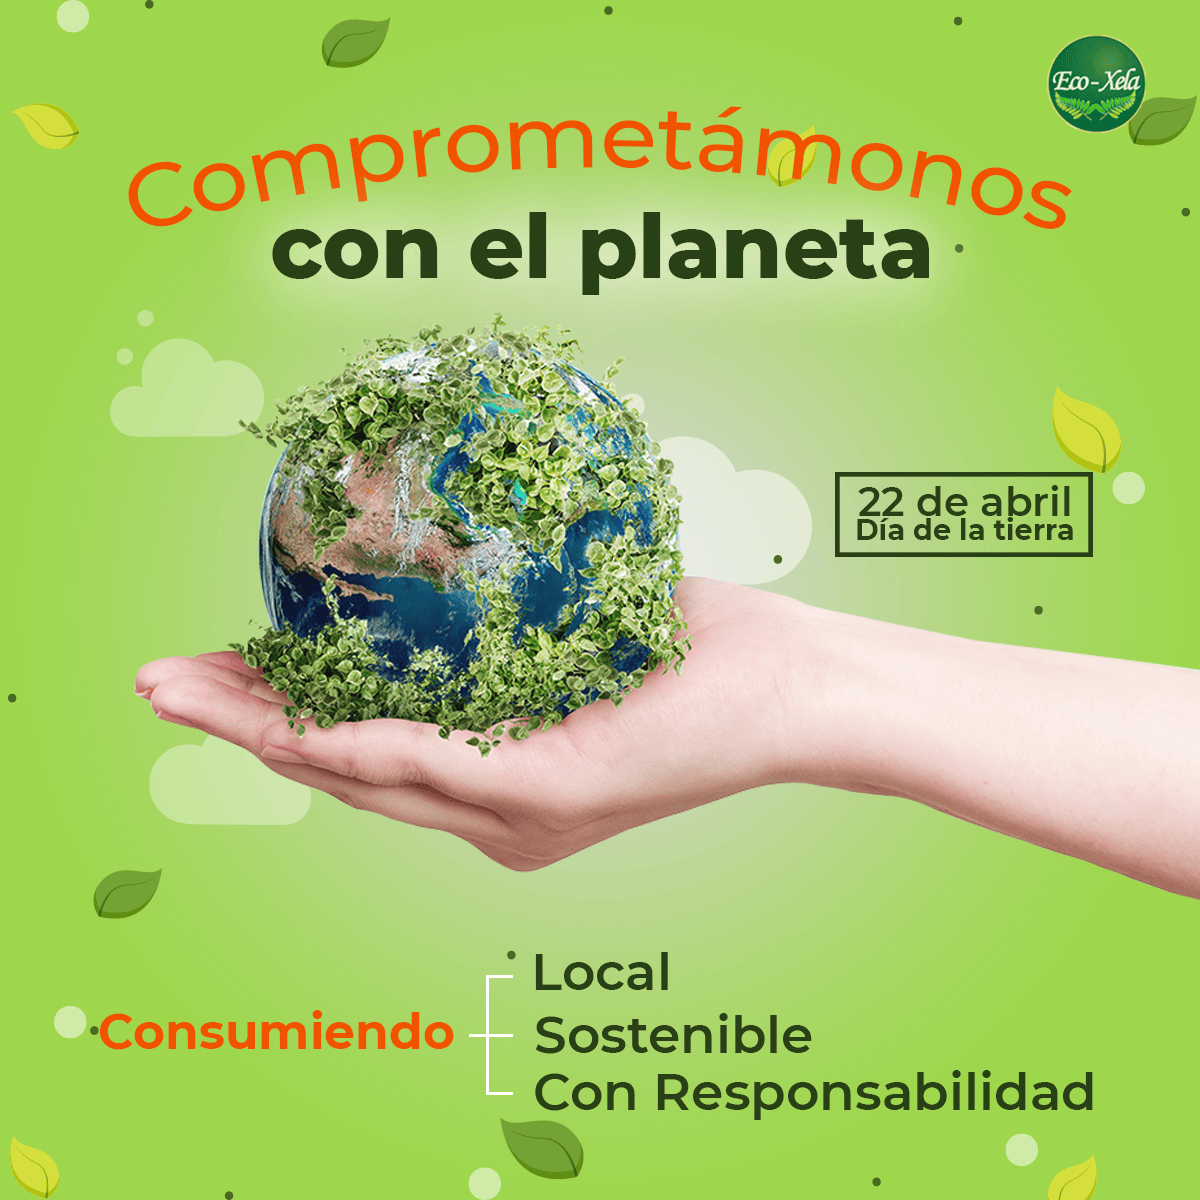 Eco-Xela
Comprometámonos
con el planeta
22 de abril
Día de la tierra
Consumiendo
Local
Sostenible
Con Responsabilidad